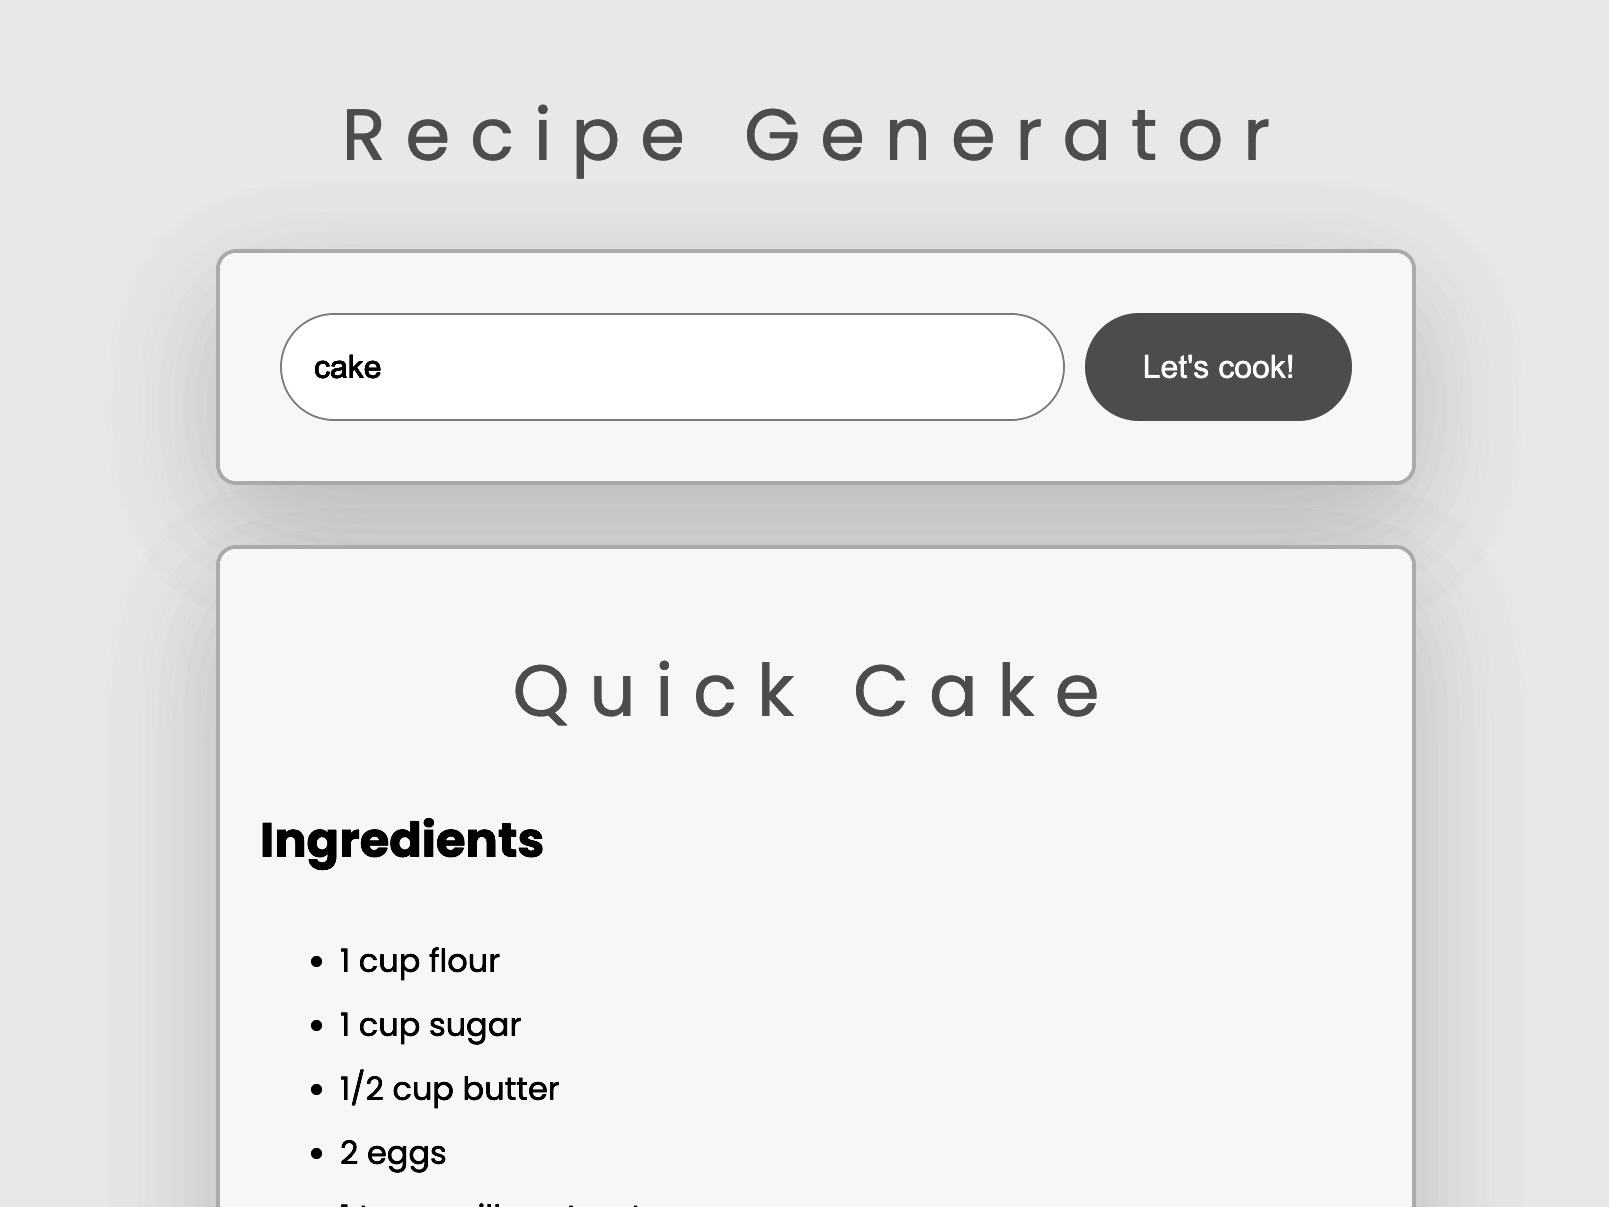 Recipe Generator
cake
Let's cook!
Quick Cake
Ingredients
1 cup flour
1 cup sugar
1/2 cup butter
2 eggs